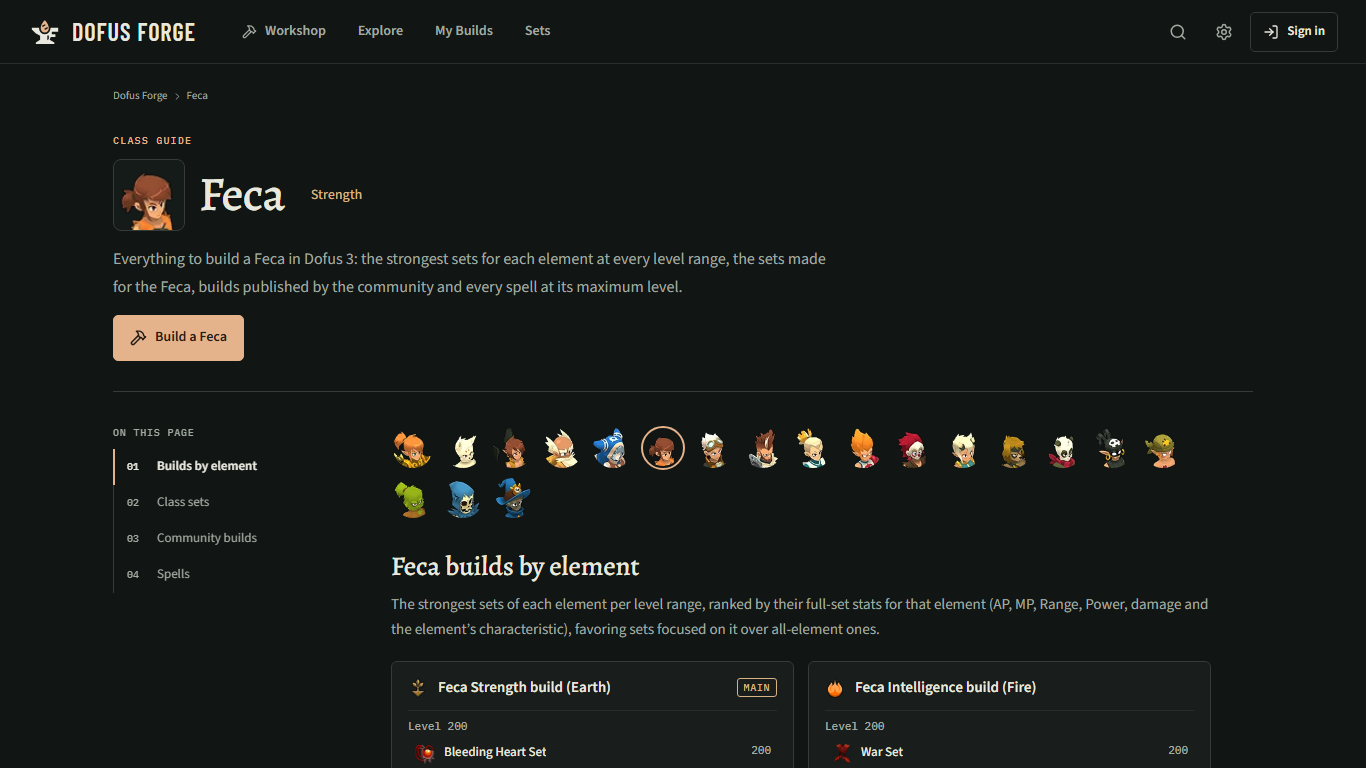 DOFUS FORGE
Workshop
Explore
My Builds
Sets
Sign in
Dofus Forge > Feca
CLASS GUIDE
Feca
Strength
Everything to build a Feca in Dofus 3: the strongest sets for each element at every level range, the sets made
for the Feca, builds published by the community and every spell at its maximum level.
Build a Feca
ON THIS PAGE
01 Builds by element
02 Class sets
03 Community builds
04 Spells
Feca builds by element
The strongest sets of each element per level range, ranked by their full-set stats for that element (AP, MP, Range, Power, damage and
the element’s characteristic), favoring sets focused on it over all-element ones.
Feca Strength build (Earth)
MAIN
Level 200
Bleeding Heart Set 200
Feca Intelligence build (Fire)
Level 200
War Set 200